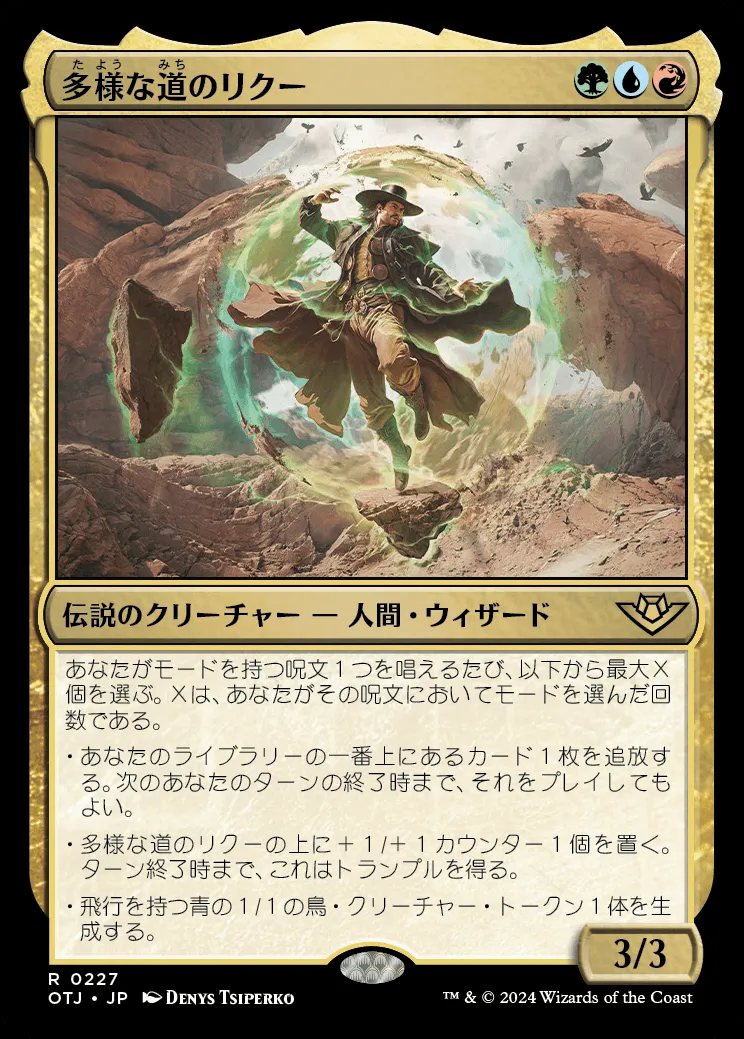 多様な道のリクー
たよう みち
伝説のクリーチャー ― 人間・ウィザード
あなたがモードを持つ呪文１つを唱えるたび、以下から最大Ｘ
個を選ぶ。Ｘは、あなたがその呪文においてモードを選んだ回
数である。
・あなたのライブラリーの一番上にあるカード１枚を追放す
る。次のあなたのターンの終了時まで、それをプレイしても
よい。
・多様な道のリクーの上に＋１/＋１カウンター１個を置く。
ターン終了時まで、これはトランプルを得る。
・飛行を持つ青の１/１の鳥・クリーチャー・トークン１体を生
成する。
3/3
R 0227
OTJ • JP DENYS TSIPERKO
™ & © 2024 Wizards of the Coast